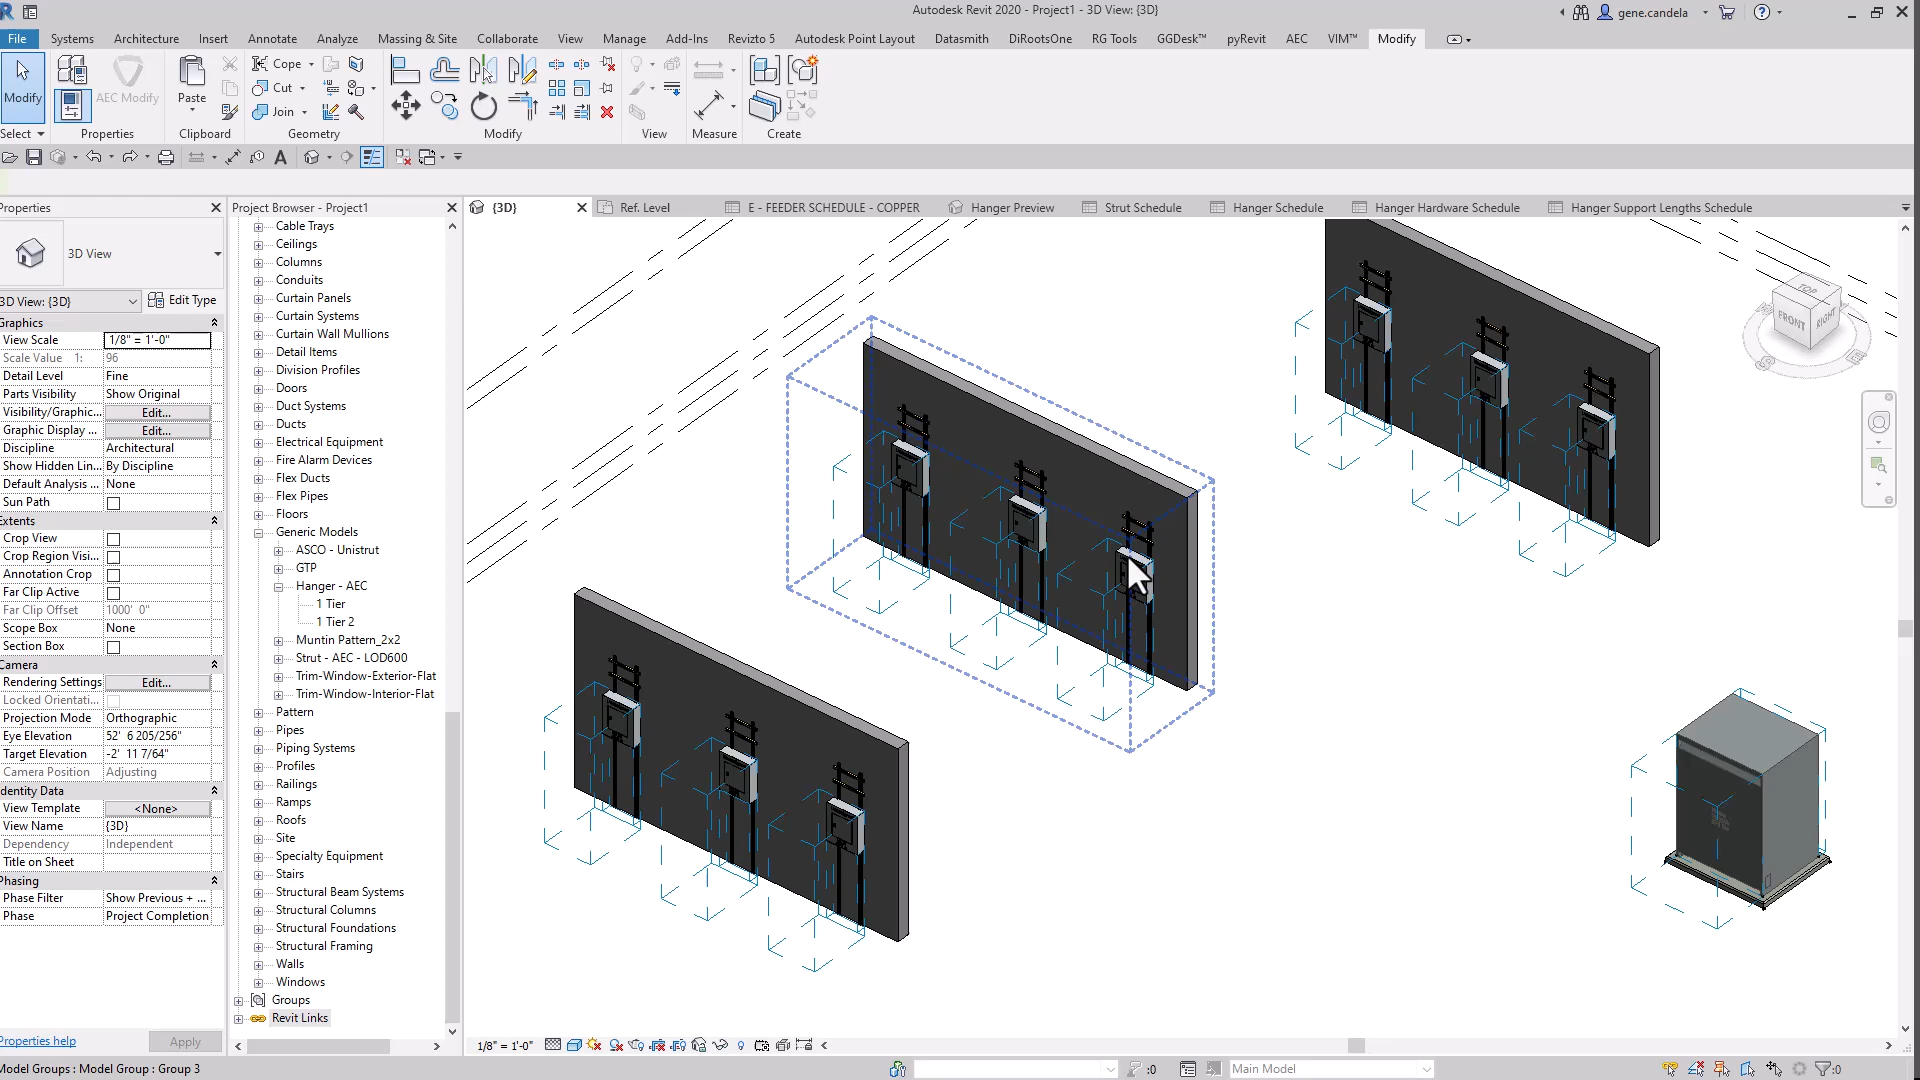 Autodesk Revit 2020 - Project1 - 3D View: {3D}
gene.candela
File Systems Architecture Insert Annotate Analyze Massing & Site Collaborate View Manage Add-Ins Revizto 5 Autodesk Point Layout Datasmith DiRootsOne RG Tools GGDesk™ pyRevit AEC VIM™ Modify
Modify
AEC Modify
Paste
Cope
Cut
Join
Select
Properties
Clipboard
Geometry
Modify
View
Measure
Create
Properties
3D View
3D View: {3D}
Edit Type
Graphics
View Scale 1/8" = 1'-0"
Scale Value 1: 96
Detail Level Fine
Parts Visibility Show Original
Visibility/Graphic... Edit...
Graphic Display ... Edit...
Discipline Architectural
Show Hidden Lin... By Discipline
Default Analysis ... None
Sun Path
Extents
Crop View
Crop Region Visi...
Annotation Crop
Far Clip Active
Far Clip Offset 1000' 0"
Scope Box None
Section Box
Camera
Rendering Settings Edit...
Locked Orientati...
Projection Mode Orthographic
Eye Elevation 52' 6 205/256"
Target Elevation -2' 11 7/64"
Camera Position Adjusting
Identity Data
View Template <None>
View Name {3D}
Dependency Independent
Title on Sheet
Phasing
Phase Filter Show Previous + ...
Phase Project Completion
Properties help
Apply
Project Browser - Project1
Cable Trays
Ceilings
Columns
Conduits
Curtain Panels
Curtain Systems
Curtain Wall Mullions
Detail Items
Division Profiles
Doors
Duct Systems
Ducts
Electrical Equipment
Fire Alarm Devices
Flex Ducts
Flex Pipes
Floors
Generic Models
ASCO - Unistrut
GTP
Hanger - AEC
1 Tier
1 Tier 2
Muntin Pattern_2x2
Strut - AEC - LOD600
Trim-Window-Exterior-Flat
Trim-Window-Interior-Flat
Pattern
Pipes
Piping Systems
Profiles
Railings
Ramps
Roofs
Site
Specialty Equipment
Stairs
Structural Beam Systems
Structural Columns
Structural Foundations
Structural Framing
Walls
Windows
Groups
Revit Links
{3D}
Ref. Level
E - FEEDER SCHEDULE - COPPER
Hanger Preview
Strut Schedule
Hanger Schedule
Hanger Hardware Schedule
Hanger Support Lengths Schedule
TOP
FRONT
RIGHT
S
E
1/8" = 1'-0"
Model Groups : Model Group : Group 3
:0
Main Model
:0